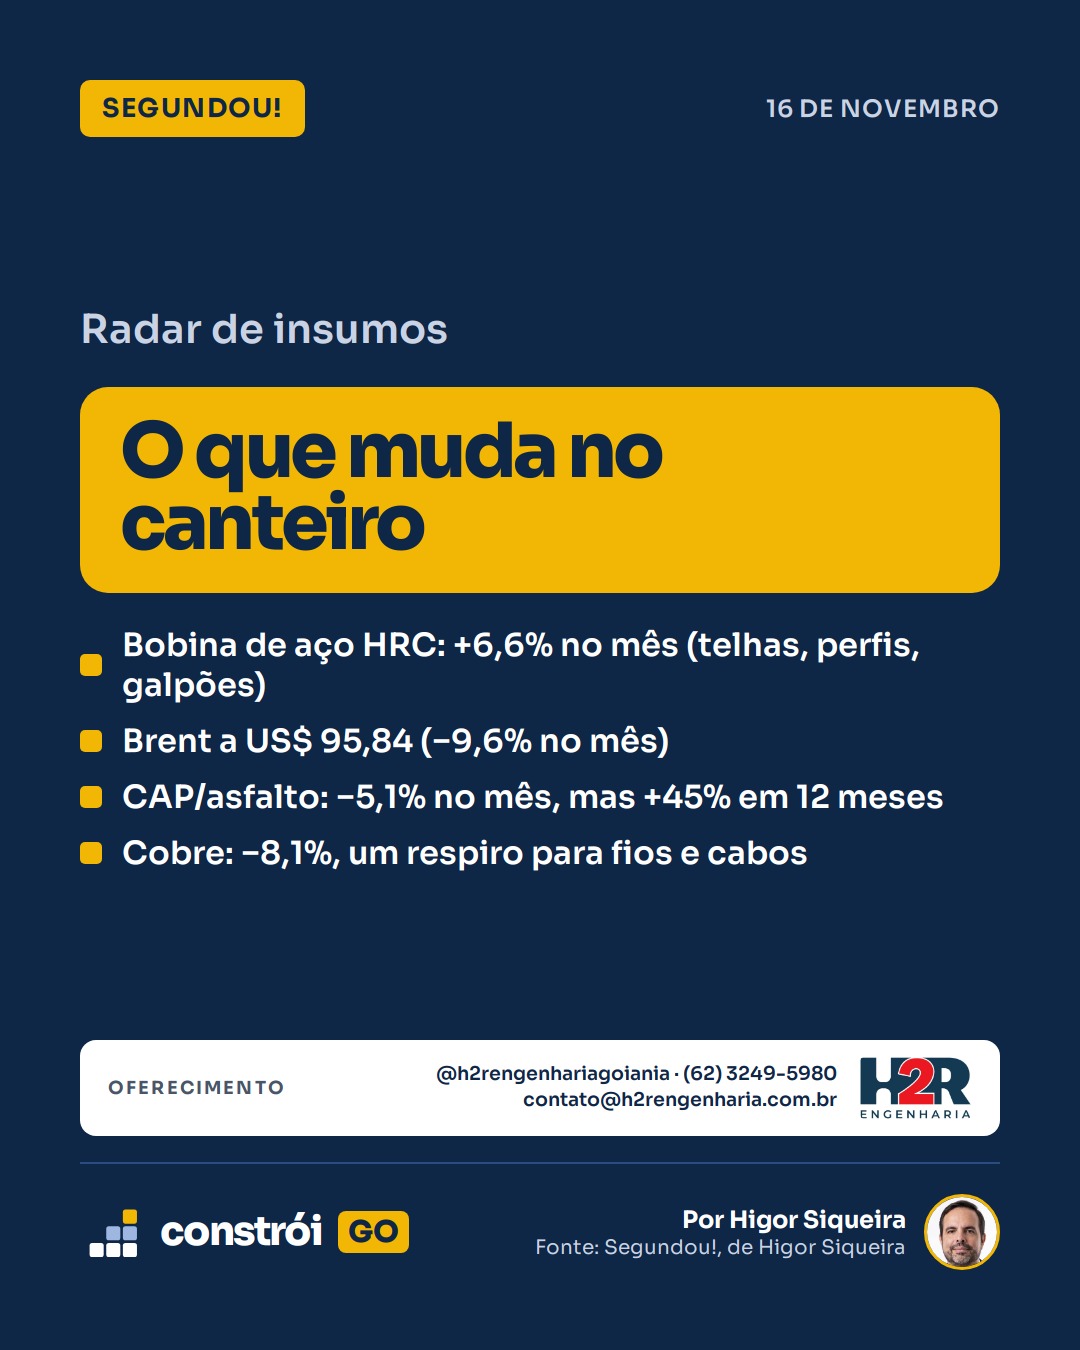 SEGUNDOU!
16 DE NOVEMBRO
Radar de insumos
O que muda no
canteiro
Bobina de aço HRC: +6,6% no mês (telhas, perfis,
galpões)
Brent a US$ 95,84 (−9,6% no mês)
CAP/asfalto: −5,1% no mês, mas +45% em 12 meses
Cobre: −8,1%, um respiro para fios e cabos
OFERECIMENTO
@h2rengenhariagoiania · (62) 3249-5980
contato@h2rengenharia.com.br
H2R
ENGENHARIA
constrói GO
Por Higor Siqueira
Fonte: Segundou!, de Higor Siqueira